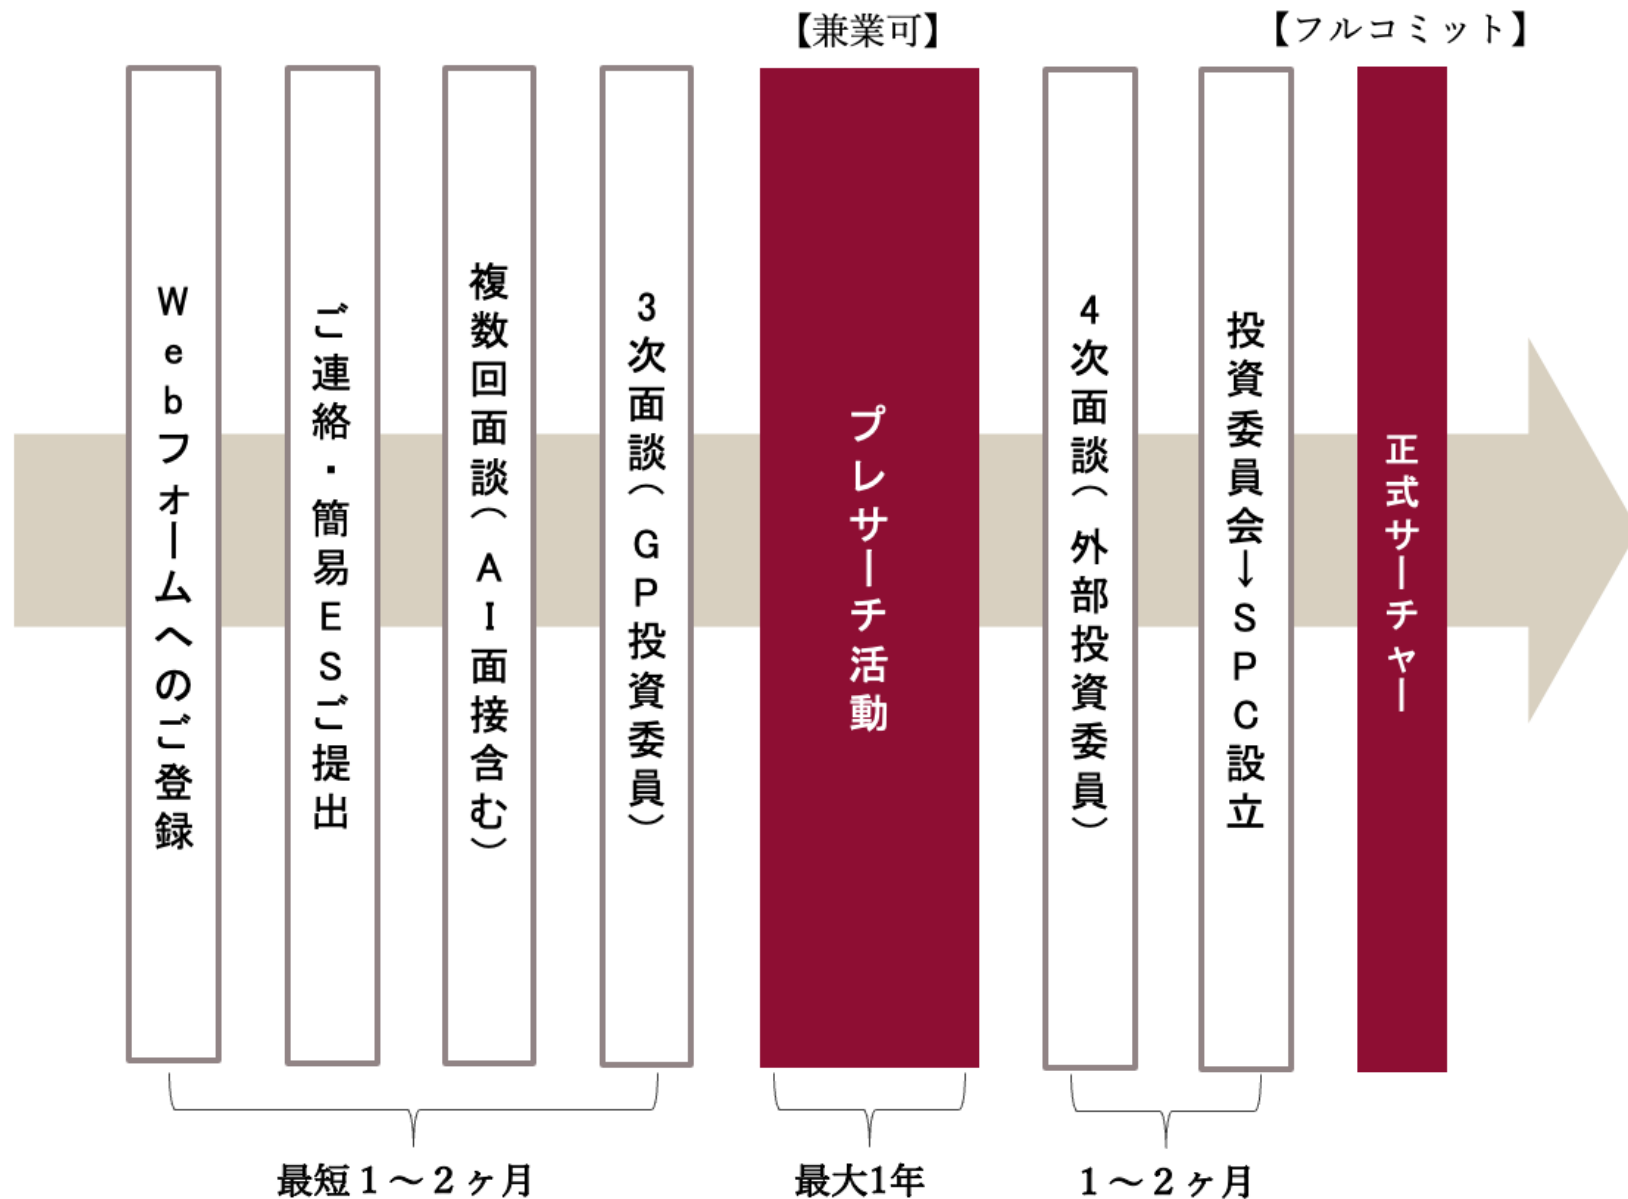 【兼業可】
【フルコミット】
Webフォームへのご登録
ご連絡・簡易ESご提出
複数回面談(AI面接含む)
3次面談(GP投資委員)
プレサーチ活動
4次面談(外部投資委員)
投資委員会→SPC設立
正式サーチャー
最短1〜2ヶ月
最大1年
1〜2ヶ月